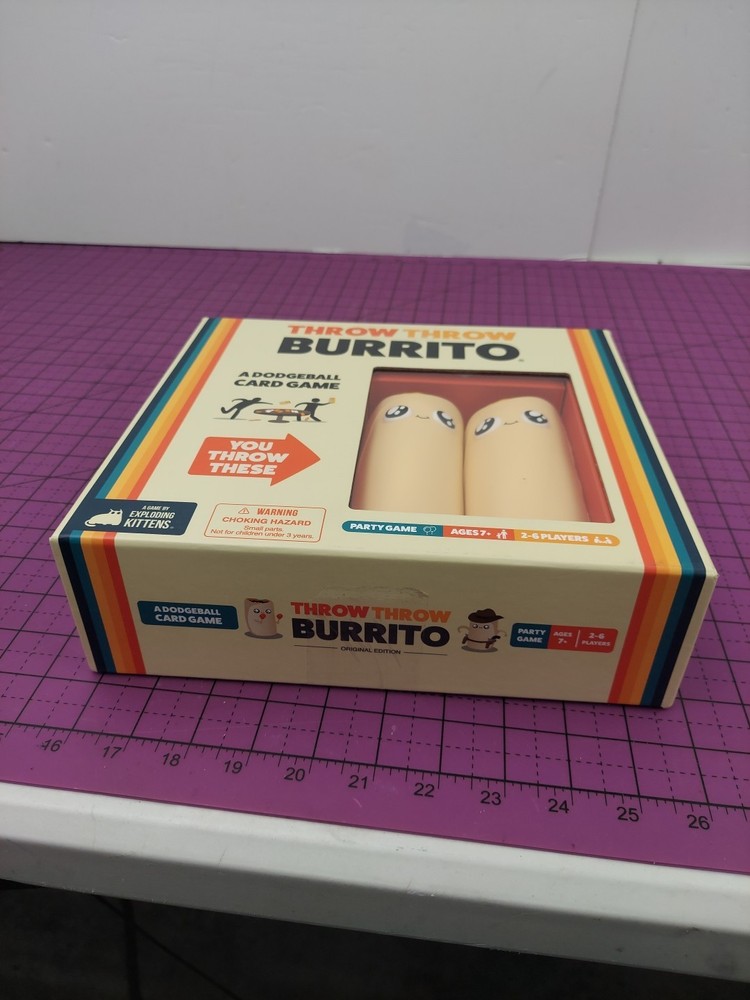 THROW THROW
BURRITO
A DODGEBALL
CARD GAME
YOU
THROW
THESE
A GAME BY
EXPLODING
KITTENS
WARNING
CHOKING HAZARD
Small parts.
Not for children under 3 years.
PARTY GAME
AGES 7+
2-6 PLAYERS
A DODGEBALL
CARD GAME
THROW THROW
BURRITO
ORIGINAL EDITION
PARTY
GAME
AGES
7+
2-6
PLAYERS
16 17 18 19 20 21 22 23 24 25 26